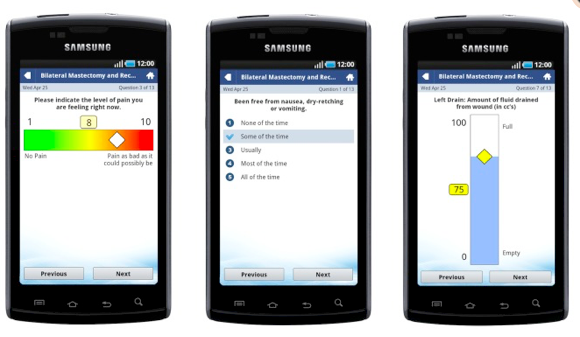 SAMSUNG
12:00
Bilateral Mastectomy and Rec...
Wed Apr 25 Question 3 of 13
Please indicate the level of pain you
are feeling right now.
1 8 10
No Pain Pain as bad as it
could possibly be
Previous Next
SAMSUNG
12:00
Bilateral Mastectomy and Rec...
Wed Apr 25 Question 1 of 13
Been free from nausea, dry-retching
or vomiting.
1 None of the time
Some of the time
3 Usually
4 Most of the time
5 All of the time
Previous Next
SAMSUNG
12:00
Bilateral Mastectomy and Rec...
Wed Apr 25 Question 7 of 13
Left Drain: Amount of fluid drained
from wound (in cc's)
100 Full
75
0 Empty
Previous Next